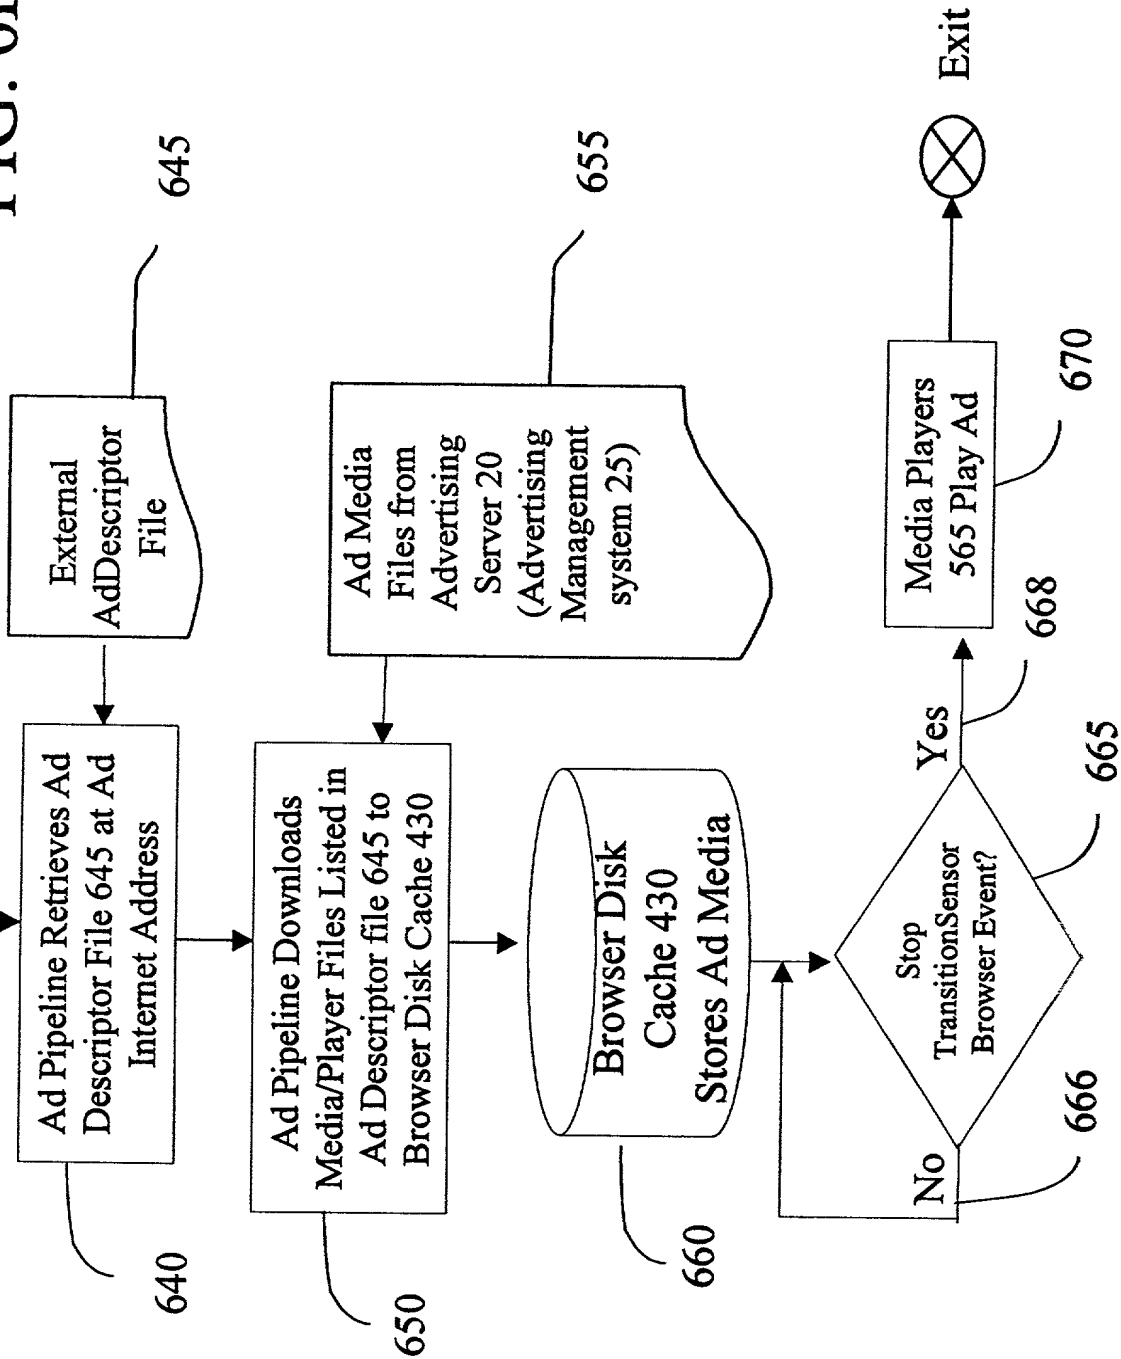 FIG.
Ad Pipeline Retrieves Ad
Descriptor File 645 at Ad
Internet Address
640
External
AdDescriptor
File
645
Ad Pipeline Downloads
Media/Player Files Listed in
Ad Descriptor file 645 to
Browser Disk Cache 430
650
Ad Media
Files from
Advertising
Server 20
(Advertising
Management
system 25)
655
Browser Disk
Cache 430
Stores Ad Media
660
Stop
TransitionSensor
Browser Event?
665
No
666
Yes
668
Media Players
565 Play Ad
670
Exit